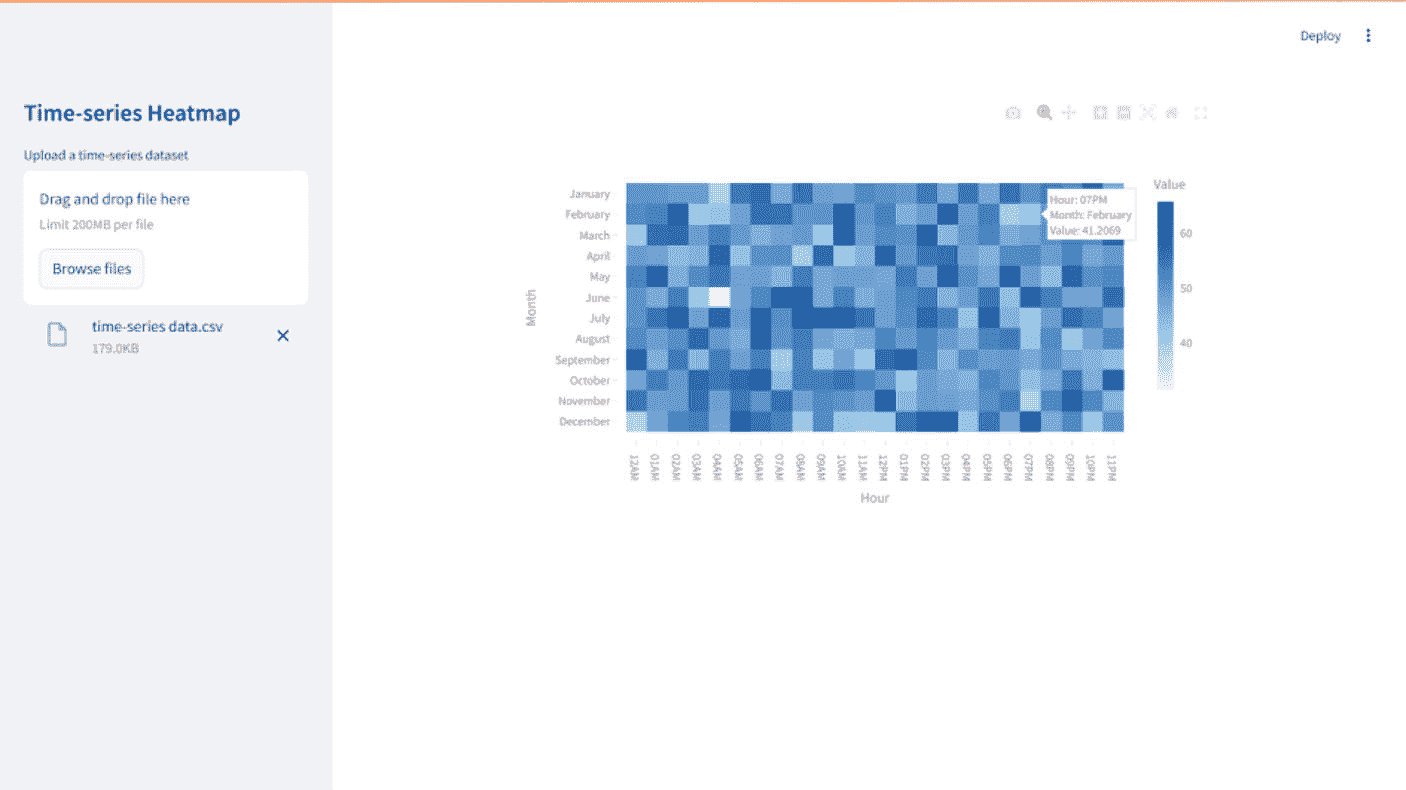 Deploy
Time-series Heatmap
Upload a time-series dataset
Drag and drop file here
Limit 200MB per file
Browse files
time-series data.csv
179.0KB
Value
60
50
40
Hour: 07PM
Month: February
Value: 41.2069
Month
January
February
March
April
May
June
July
August
September
October
November
December
12AM
01AM
02AM
03AM
04AM
05AM
06AM
07AM
08AM
09AM
10AM
11AM
12PM
01PM
02PM
03PM
04PM
05PM
06PM
07PM
08PM
09PM
10PM
11PM
Hour